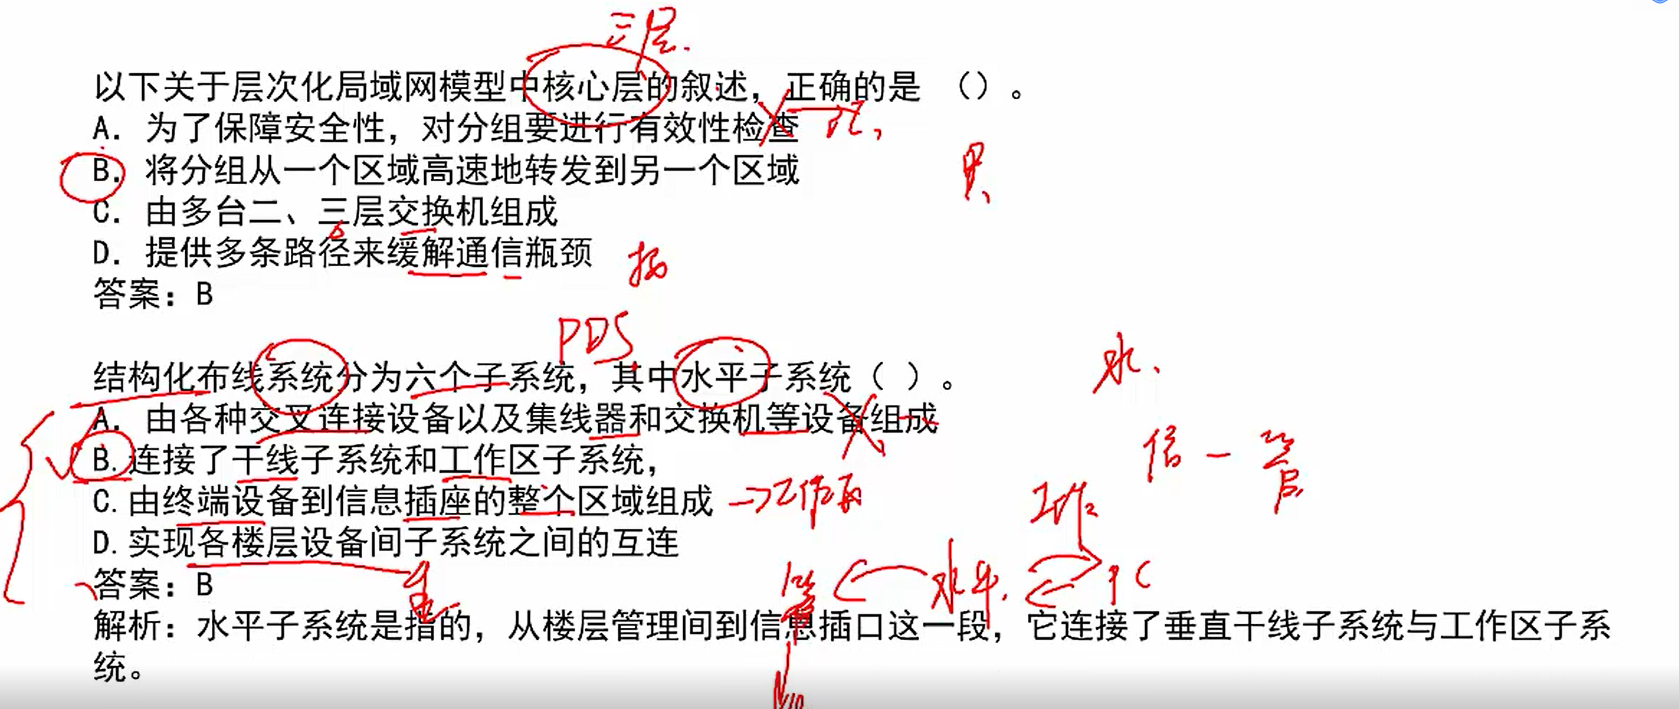 三层.
以下关于层次化局域网模型中核心层的叙述，正确的是 （）。
A. 为了保障安全性，对分组要进行有效性检查
B. 将分组从一个区域高速地转发到另一个区域
C. 由多台二、三层交换机组成
D. 提供多条路径来缓解通信瓶颈
答案：B
PDS
结构化布线系统分为六个子系统，其中水平子系统（ ）。
水.
A. 由各种交叉连接设备以及集线器和交换机等设备组成
B.连接了干线子系统和工作区子系统，
信－管
C.由终端设备到信息插座的整个区域组成 →工作区
工作
D.实现各楼层设备间子系统之间的互连
答案：B
垂
管 水平. PC
解析：水平子系统是指的，从楼层管理间到信息插口这一段，它连接了垂直干线子系统与工作区子系
统。